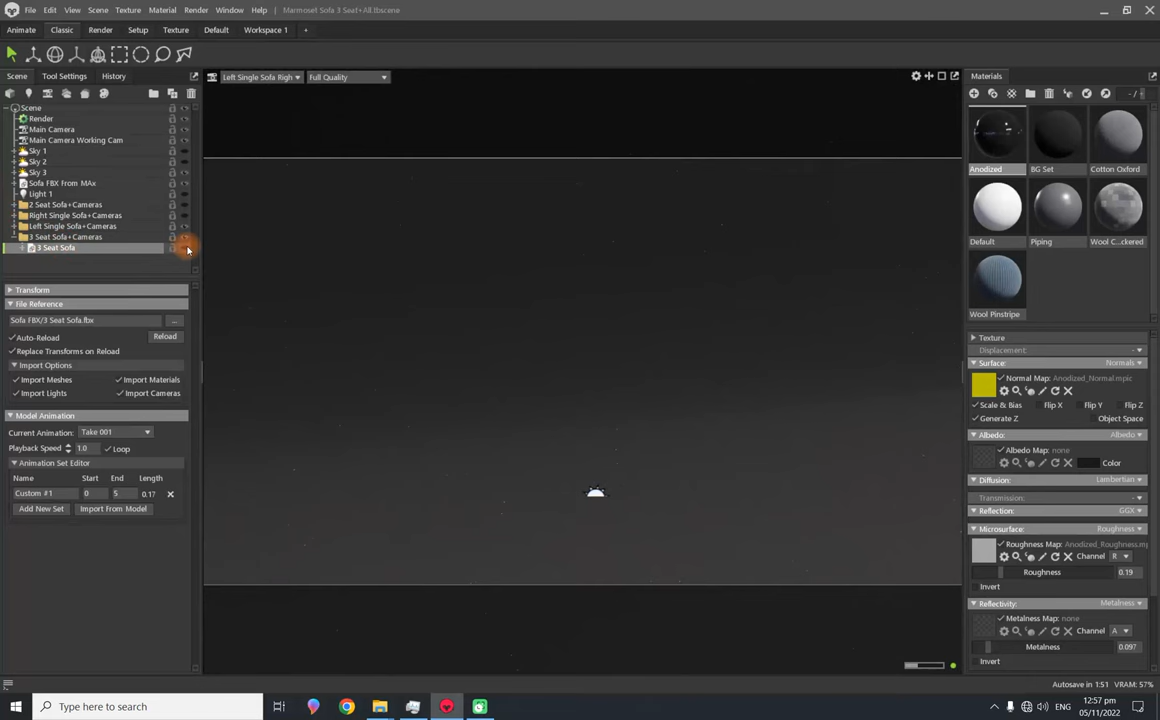 File Edit View Scene Texture Material Render Window Help Marmoset Sofa 3 Seat+All.tbscene
Animate Classic Render Setup Texture Default Workspace 1 +
Scene Tool Settings History
Left Single Sofa Righ Full Quality
Materials
Scene
Render
Main Camera
Main Camera Working Cam
Sky 1
Sky 2
Sky 3
Sofa FBX From MAx
Light 1
2 Seat Sofa+Cameras
Right Single Sofa+Cameras
Left Single Sofa+Cameras
3 Seat Sofa+Cameras
3 Seat Sofa
Transform
File Reference
Sofa FBX/3 Seat Sofa.fbx ...
Auto-Reload Reload
Replace Transforms on Reload
Import Options
Import Meshes Import Materials
Import Lights Import Cameras
Model Animation
Current Animation: Take 001
Playback Speed 1.0 Loop
Animation Set Editor
Name Start End Length
Custom #1 0 5 0.17
Add New Set Import From Model
Anodized BG Set Cotton Oxford
Default Piping Wool C...ckered
Wool Pinstripe
Texture
Displacement:
Surface: Normals
Normal Map: Anodized_Normal.mpic
Scale & Bias Flip X Flip Y Flip Z
Generate Z Object Space
Albedo: Albedo
Albedo Map: none
Color
Diffusion: Lambertian
Transmission:
Reflection: GGX
Microsurface: Roughness
Roughness Map: Anodized_Roughness.mp
Channel R
Roughness 0.19
Invert
Reflectivity: Metalness
Metalness Map: none
Channel A
Metalness 0.097
Invert
Autosave in 1:51 VRAM: 57%
Type here to search
ENG
12:57 pm
05/11/2022